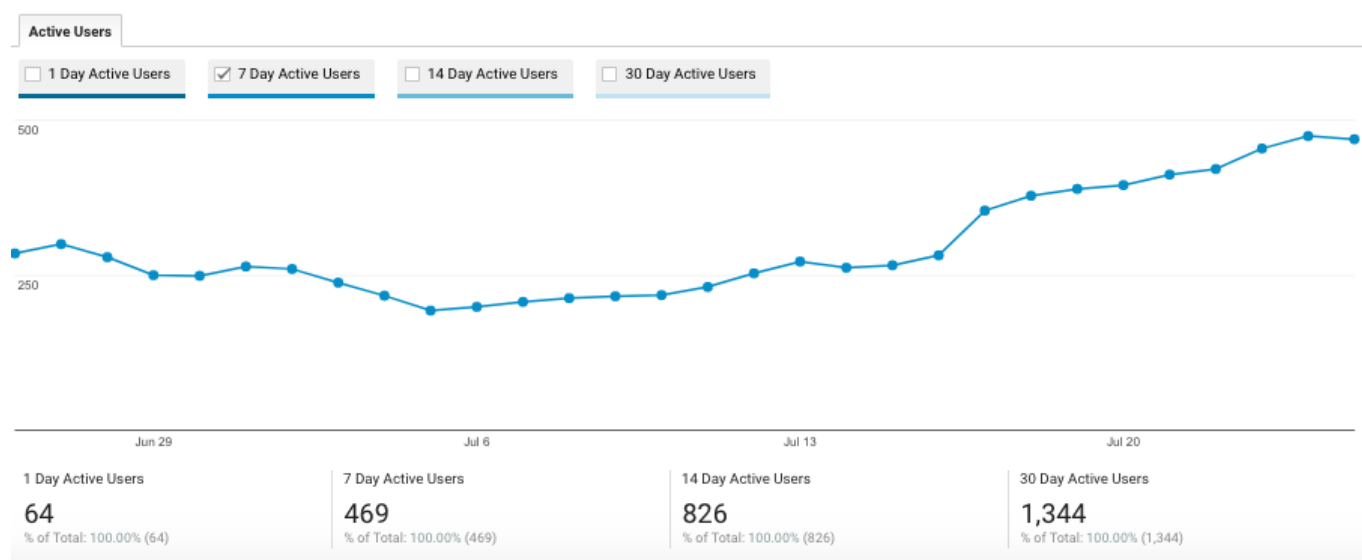 Active Users
1 Day Active Users
7 Day Active Users
14 Day Active Users
30 Day Active Users
500
250
Jun 29
Jul 6
Jul 13
Jul 20
1 Day Active Users
64
% of Total: 100.00% (64)
7 Day Active Users
469
% of Total: 100.00% (469)
14 Day Active Users
826
% of Total: 100.00% (826)
30 Day Active Users
1,344
% of Total: 100.00% (1,344)